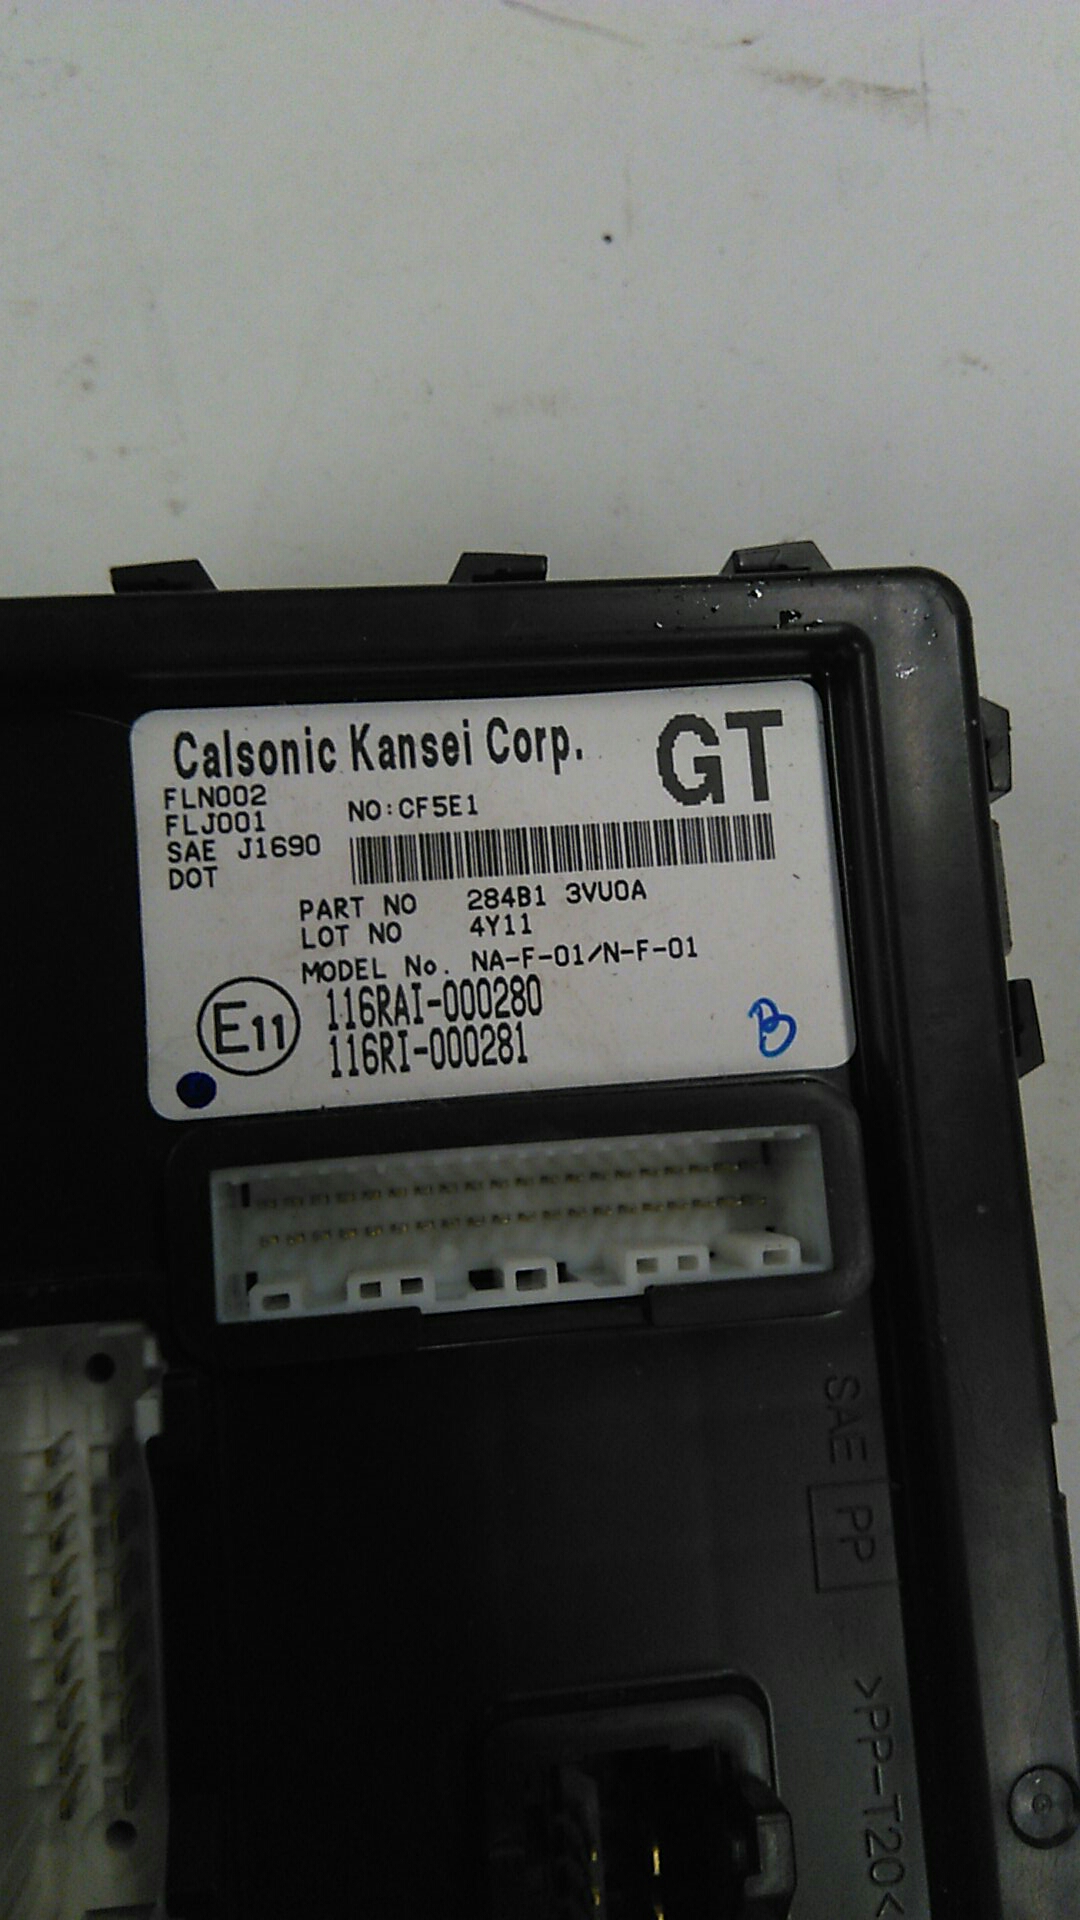 Calsonic Kansei Corp. GT
FLN002
FLJ001 NO:CF5E1
SAE J1690
DOT
PART NO 284B1 3VU0A
LOT NO 4Y11
MODEL No. NA-F-01/N-F-01
E11 116RAI-000280
116RI-000281
B
SAE
PP
>PP-T20<